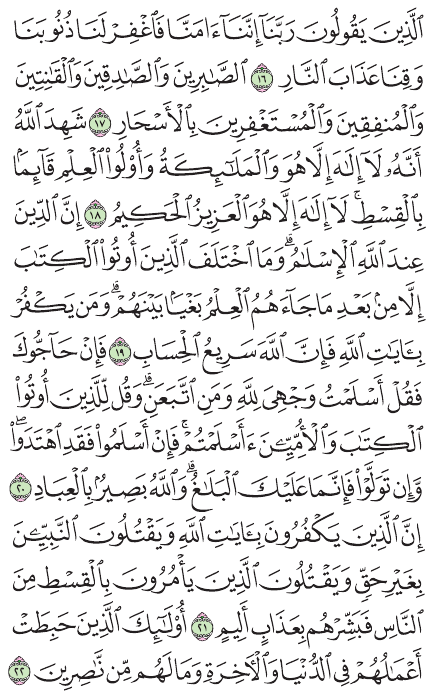 ٱلَّذِينَ يَقُولُونَ رَبَّنَآ إِنَّنَآ ءَامَنَّا فَٱغْفِرْ لَنَا ذُنُوبَنَا
وَقِنَا عَذَابَ ٱلنَّارِ ١٦ ٱلصَّٰبِرِينَ وَٱلصَّٰدِقِينَ وَٱلْقَٰنِتِينَ
وَٱلْمُنفِقِينَ وَٱلْمُسْتَغْفِرِينَ بِٱلْأَسْحَارِ ١٧ شَهِدَ ٱللَّهُ
أَنَّهُۥ لَآ إِلَٰهَ إِلَّا هُوَ وَٱلْمَلَٰٓئِكَةُ وَأُو۟لُوا۟ ٱلْعِلْمِ قَآئِمًۢا
بِٱلْقِسْطِ ۚ لَآ إِلَٰهَ إِلَّا هُوَ ٱلْعَزِيزُ ٱلْحَكِيمُ ١٨ إِنَّ ٱلدِّينَ
عِندَ ٱللَّهِ ٱلْإِسْلَٰمُ ۗ وَمَا ٱخْتَلَفَ ٱلَّذِينَ أُوتُوا۟ ٱلْكِتَٰبَ
إِلَّا مِنۢ بَعْدِ مَا جَآءَهُمُ ٱلْعِلْمُ بَغْيًۢا بَيْنَهُمْ ۗ وَمَن يَكْفُرْ
بِـَٔايَٰتِ ٱللَّهِ فَإِنَّ ٱللَّهَ سَرِيعُ ٱلْحِسَابِ ١٩ فَإِنْ حَآجُّوكَ
فَقُلْ أَسْلَمْتُ وَجْهِىَ لِلَّهِ وَمَنِ ٱتَّبَعَنِ ۗ وَقُل لِّلَّذِينَ أُوتُوا۟
ٱلْكِتَٰبَ وَٱلْأُمِّيِّـۧنَ ءَأَسْلَمْتُمْ ۚ فَإِنْ أَسْلَمُوا۟ فَقَدِ ٱهْتَدَوا۟ ۖ
وَّإِن تَوَلَّوْا۟ فَإِنَّمَا عَلَيْكَ ٱلْبَلَٰغُ ۗ وَٱللَّهُ بَصِيرٌۢ بِٱلْعِبَادِ ٢٠
إِنَّ ٱلَّذِينَ يَكْفُرُونَ بِـَٔايَٰتِ ٱللَّهِ وَيَقْتُلُونَ ٱلنَّبِيِّـۧنَ
بِغَيْرِ حَقٍّ وَيَقْتُلُونَ ٱلَّذِينَ يَأْمُرُونَ بِٱلْقِسْطِ مِنَ
ٱلنَّاسِ فَبَشِّرْهُم بِعَذَابٍ أَلِيمٍ ٢١ أُو۟لَٰٓئِكَ ٱلَّذِينَ حَبِطَتْ
أَعْمَٰلُهُمْ فِى ٱلدُّنْيَا وَٱلْـَٔاخِرَةِ وَمَا لَهُم مِّن نَّٰصِرِينَ ٢٢